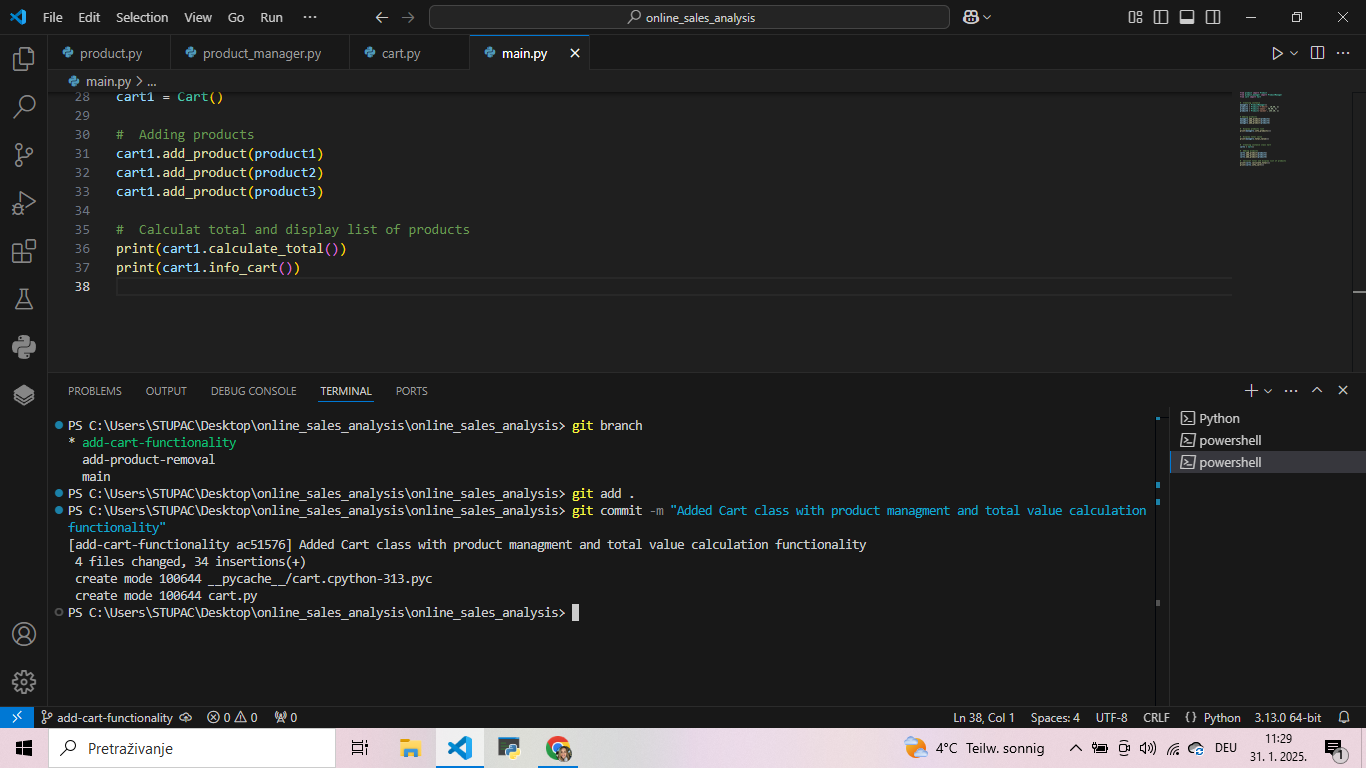 File Edit Selection View Go Run ··· online_sales_analysis
product.py product_manager.py cart.py main.py
main.py > ...
28 cart1 = Cart()
29
30 #  Adding products
31 cart1.add_product(product1)
32 cart1.add_product(product2)
33 cart1.add_product(product3)
34
35 #  Calculat total and display list of products
36 print(cart1.calculate_total())
37 print(cart1.info_cart())
38
PROBLEMS OUTPUT DEBUG CONSOLE TERMINAL PORTS
Python
powershell
powershell
PS C:\Users\STUPAC\Desktop\online_sales_analysis\online_sales_analysis> git branch
* add-cart-functionality
add-product-removal
main
PS C:\Users\STUPAC\Desktop\online_sales_analysis\online_sales_analysis> git add .
PS C:\Users\STUPAC\Desktop\online_sales_analysis\online_sales_analysis> git commit -m "Added Cart class with product managment and total value calculation
functionality"
[add-cart-functionality ac51576] Added Cart class with product managment and total value calculation functionality
4 files changed, 34 insertions(+)
create mode 100644 __pycache__/cart.cpython-313.pyc
create mode 100644 cart.py
PS C:\Users\STUPAC\Desktop\online_sales_analysis\online_sales_analysis>
add-cart-functionality 0 0 0 Ln 38, Col 1 Spaces: 4 UTF-8 CRLF {} Python 3.13.0 64-bit
Pretraživanje 4°C Teilw. sonnig DEU 11:29
31. 1. 2025. 1